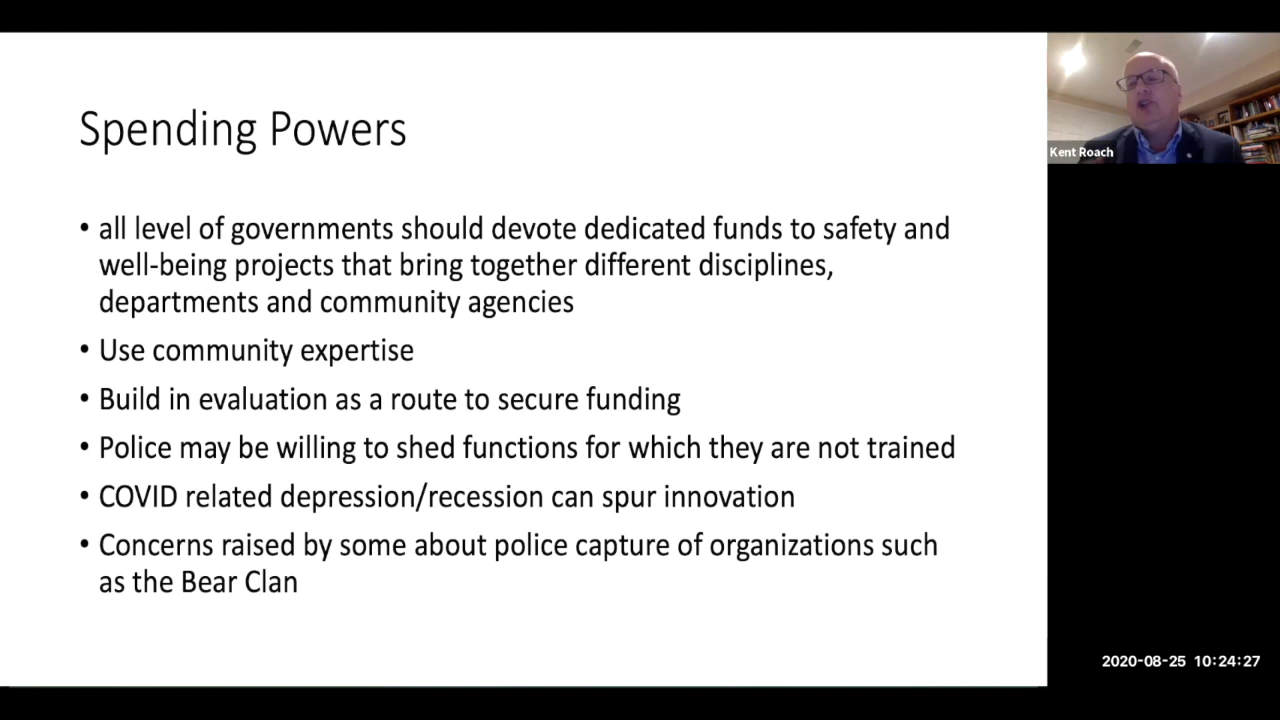 Spending Powers
• all level of governments should devote dedicated funds to safety and
well-being projects that bring together different disciplines,
departments and community agencies
• Use community expertise
• Build in evaluation as a route to secure funding
• Police may be willing to shed functions for which they are not trained
• COVID related depression/recession can spur innovation
• Concerns raised by some about police capture of organizations such
as the Bear Clan
Kent Roach
2020-08-25 10:24:27